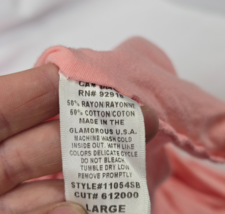 RN# 92918
50% RAYON/RAYONNE
50% COTTON/COTON
MADE IN THE
GLAMOROUS U.S.A.
MACHINE WASH COLD
INSIDE OUT, WITH LIKE
COLORS DELICATE CYCLE
DO NOT BLEACH
TUMBLE DRY LOW
REMOVE PROMPTLY
STYLE#110545B
CUT# 612000
LARGE